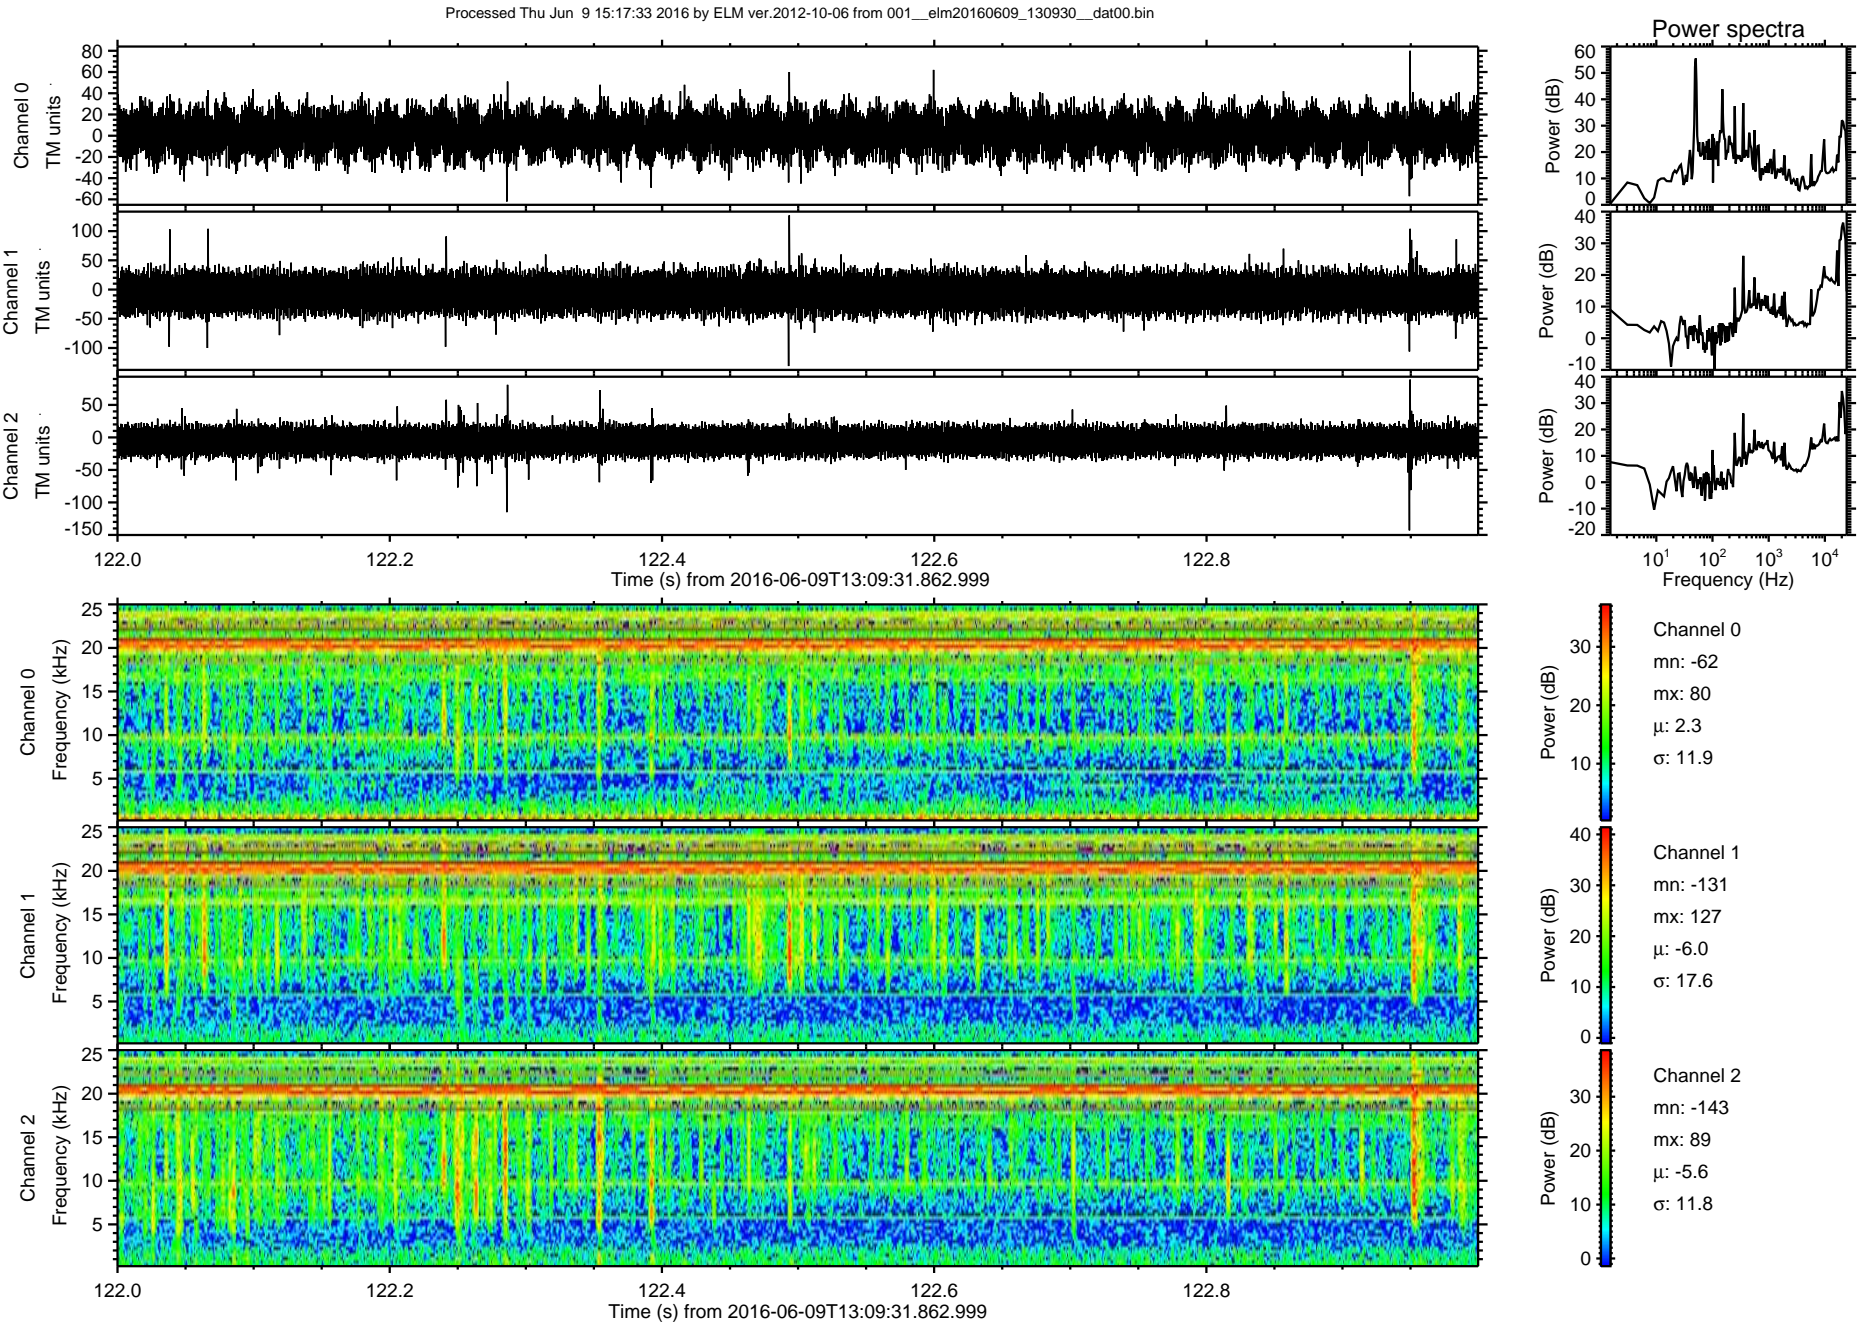 Processed Thu Jun  9 15:17:33 2016 by ELM ver.2012-10-06 from 001__elm20160609_130930__dat00.bin
Power spectra
Channel 0
TM units
80
60
40
20
0
-20
-40
-60
Power (dB)
60
50
40
30
20
10
0
Channel 1
TM units
100
50
0
-50
-100
Power (dB)
40
30
20
10
0
-10
Channel 2
TM units
50
0
-50
-100
-150
Power (dB)
40
30
20
10
0
-10
-20
122.0 122.2 122.4 122.6 122.8
Time (s) from 2016-06-09T13:09:31.862.999
10^1 10^2 10^3 10^4
Frequency (Hz)
Channel 0
Frequency (kHz)
25
20
15
10
5
Power (dB)
30
20
10
Channel 0
mn: -62
mx: 80
μ: 2.3
σ: 11.9
Channel 1
Frequency (kHz)
25
20
15
10
5
Power (dB)
40
30
20
10
0
Channel 1
mn: -131
mx: 127
μ: -6.0
σ: 17.6
Channel 2
Frequency (kHz)
25
20
15
10
5
Power (dB)
30
20
10
0
Channel 2
mn: -143
mx: 89
μ: -5.6
σ: 11.8
122.0 122.2 122.4 122.6 122.8
Time (s) from 2016-06-09T13:09:31.862.999